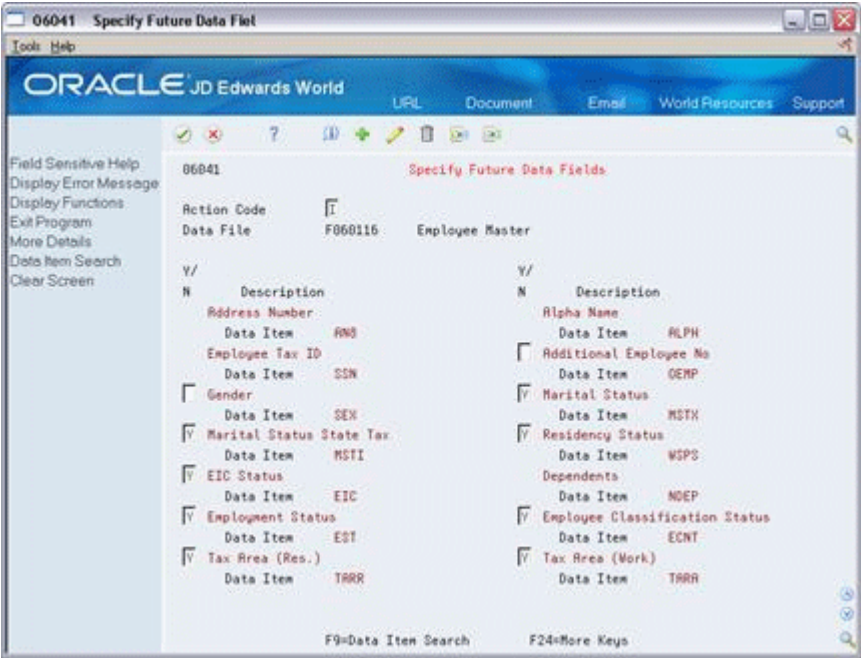 06041 Specify Future Data Fiel
Tools Help
ORACLE JD Edwards World
URL Document Email World Resources Support
Field Sensitive Help
Display Error Message
Display Functions
Exit Program
More Details
Data Item Search
Clear Screen
06041 Specify Future Data Fields
Action Code I
Data File F060116 Employee Master
Y/ Y/
N Description N Description
Address Number Alpha Name
Data Item AN8 Data Item ALPH
Employee Tax ID Additional Employee No
Data Item SSN Data Item OEMP
Gender Y Marital Status
Data Item SEX Data Item MSTX
Y Marital Status State Tax Y Residency Status
Data Item MSTI Data Item WSPS
Y EIC Status Dependents
Data Item EIC Data Item NDEP
Y Employment Status Y Employee Classification Status
Data Item EST Data Item ECNT
Y Tax Area (Res.) Y Tax Area (Work)
Data Item TARR Data Item TARA
F9=Data Item Search F24=More Keys